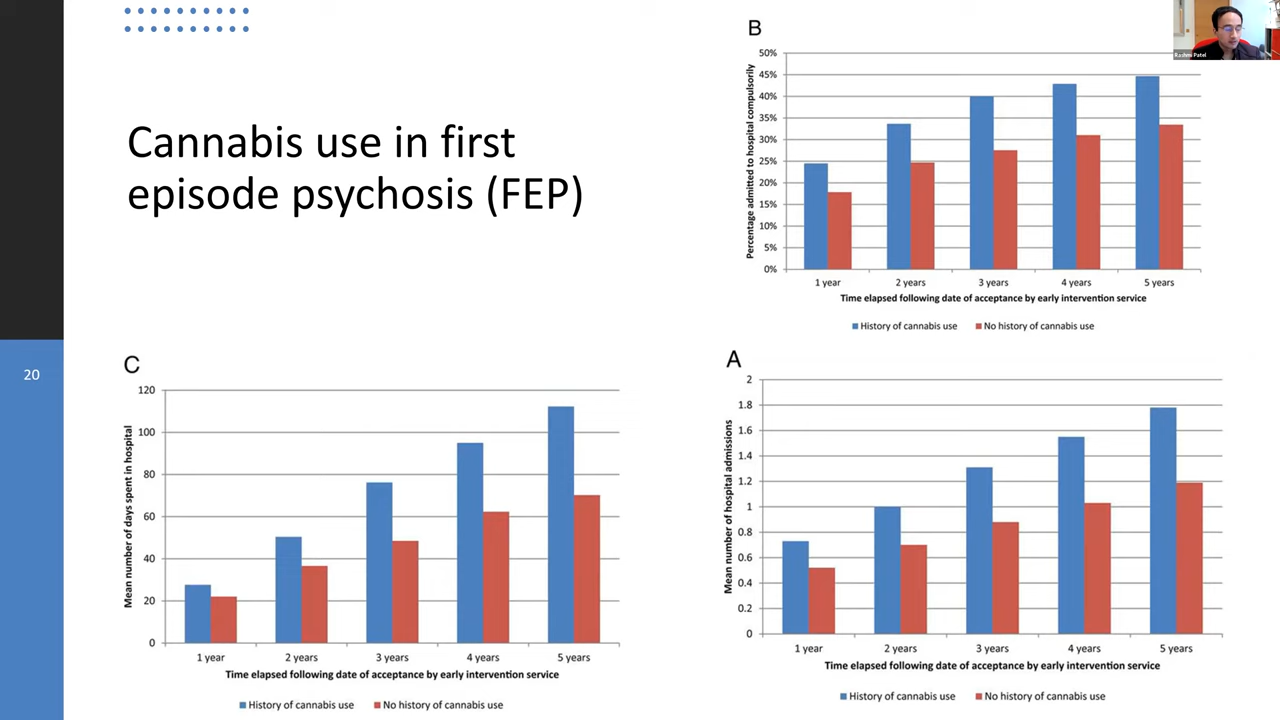 Cannabis use in first
episode psychosis (FEP)
20
B
Percentage admitted to hospital compulsorily
50%
45%
40%
35%
30%
25%
20%
15%
10%
5%
0%
1 year 2 years 3 years 4 years 5 years
Time elapsed following date of acceptance by early intervention service
History of cannabis use No history of cannabis use
Rashmi Patel
C
Mean number of days spent in hospital
120
100
80
60
40
20
0
1 year 2 years 3 years 4 years 5 years
Time elapsed following date of acceptance by early intervention service
History of cannabis use No history of cannabis use
A
Mean number of hospital admissions
2
1.8
1.6
1.4
1.2
1
0.8
0.6
0.4
0.2
0
1 year 2 years 3 years 4 years 5 years
Time elapsed following date of acceptance by early intervention service
History of cannabis use No history of cannabis use